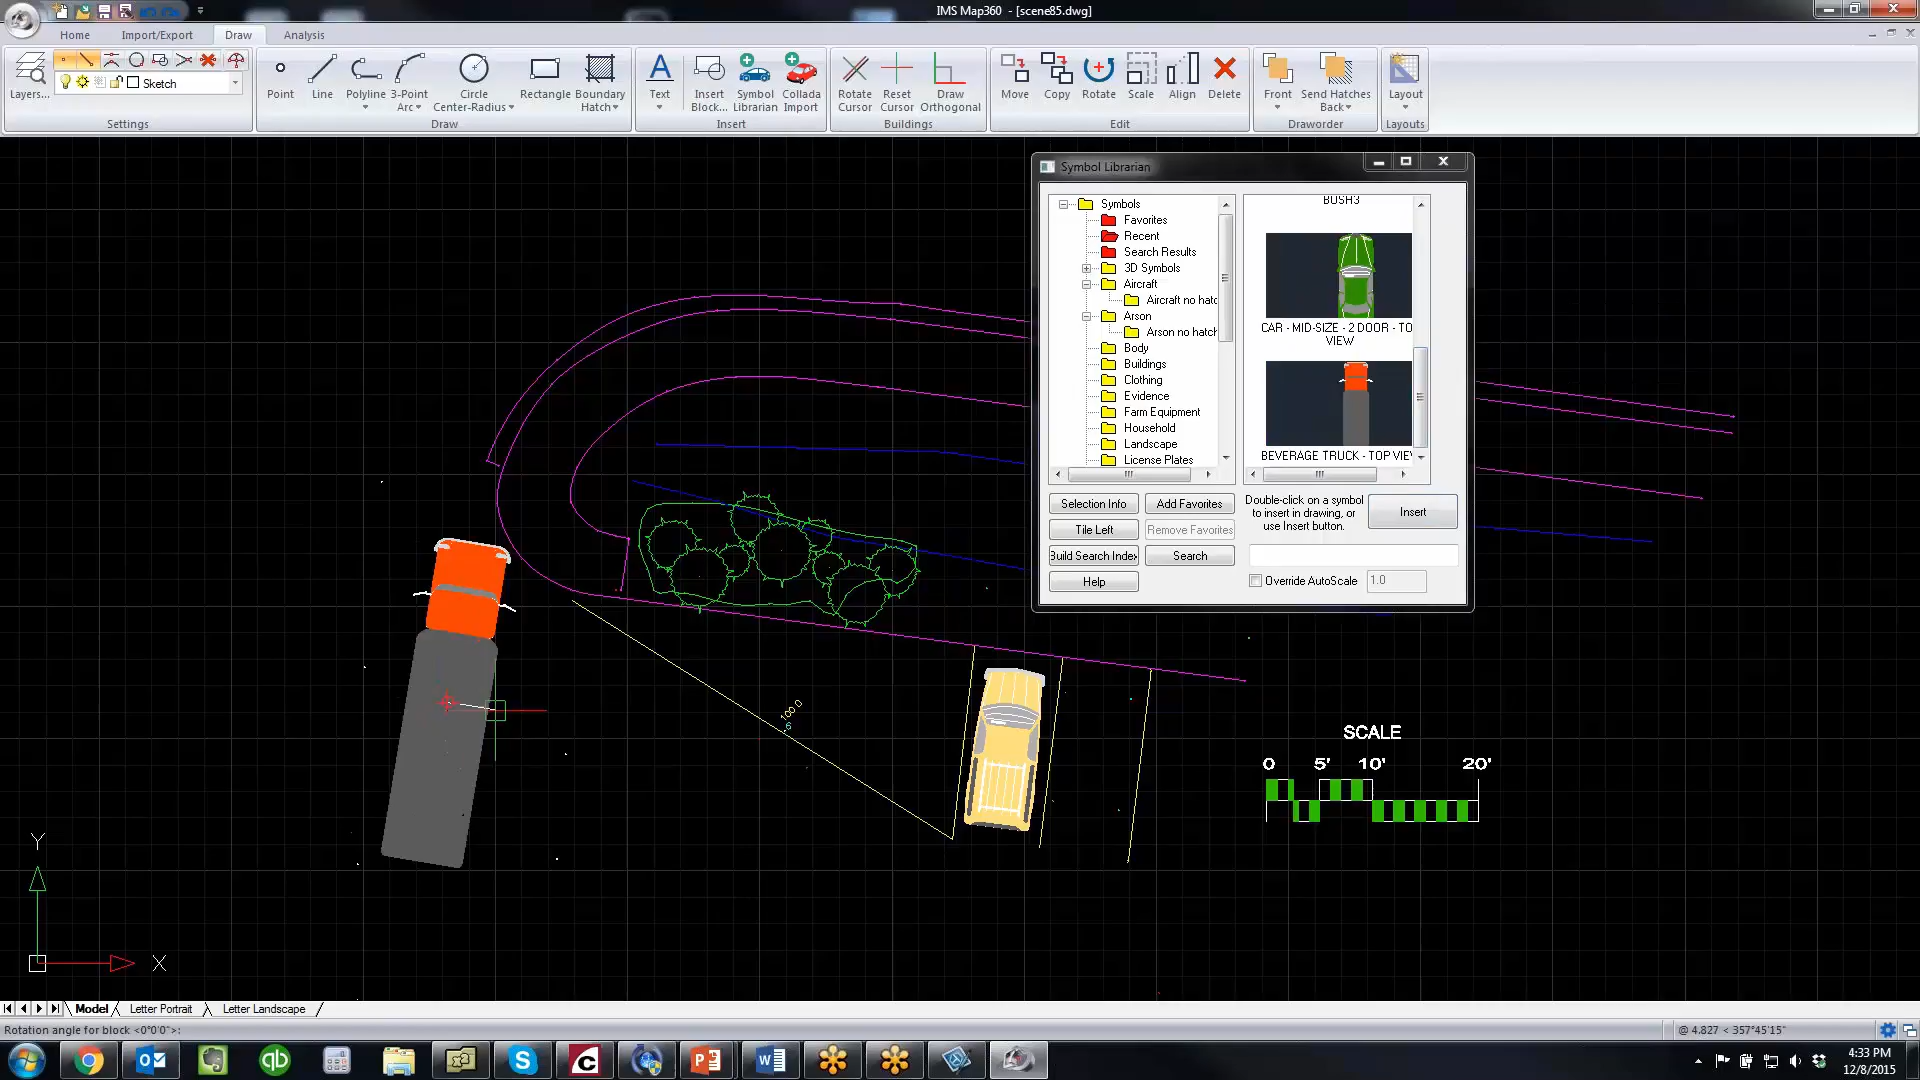 IMS Map360 - [scene85.dwg]
Home Import/Export Draw Analysis
Layers...
Sketch
Settings
Point Line Polyline 3-Point Arc Circle Center-Radius Rectangle Boundary Hatch
Draw
Text Insert Block... Symbol Librarian Collada Import
Insert
Rotate Cursor Reset Cursor Draw Orthogonal
Buildings
Move Copy Rotate Scale Align Delete
Edit
Front Send Hatches Back
Draworder
Layout
Layouts
Symbol Librarian
Symbols
Favorites
Recent
Search Results
3D Symbols
Aircraft
Aircraft no hatc
Arson
Arson no hatch
Body
Buildings
Clothing
Evidence
Farm Equipment
Household
Landscape
License Plates
BUSH3
CAR - MID-SIZE - 2 DOOR - TO
VIEW
BEVERAGE TRUCK - TOP VIEW
Selection Info Add Favorites
Tile Left Remove Favorites
Build Search Index Search
Help
Double-click on a symbol
to insert in drawing, or
use Insert button.
Insert
Override AutoScale 1.0
100.0
6
SCALE
0 5' 10' 20'
Y
X
Model Letter Portrait Letter Landscape
Rotation angle for block <0°0'0">:
@ 4.827 < 357°45'15"
4:33 PM
12/8/2015